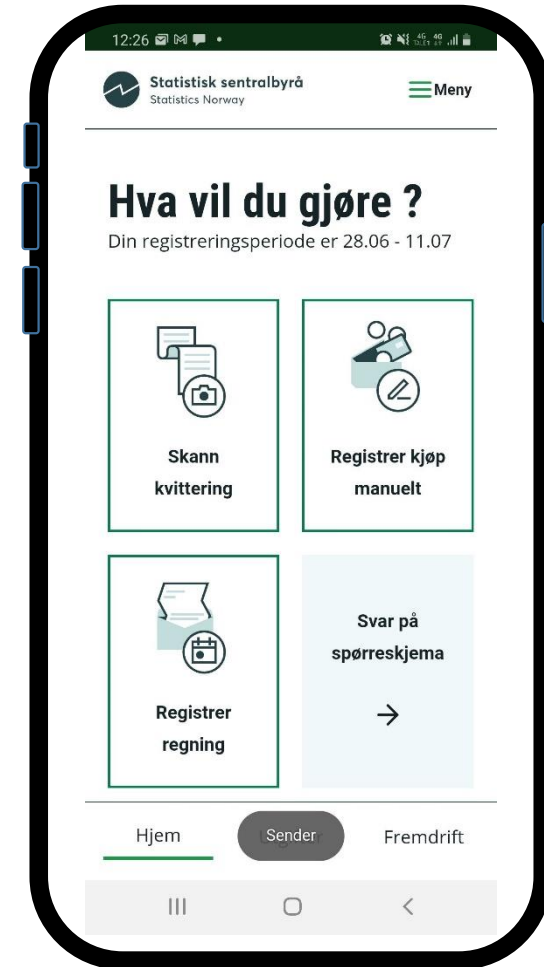 12:26
Statistisk sentralbyrå
Statistics Norway
Meny
Hva vil du gjøre ?
Din registreringsperiode er 28.06 - 11.07
Skann
kvittering
Registrer kjøp
manuelt
Registrer
regning
Svar på
spørreskjema
Hjem
Sender
Fremdrift